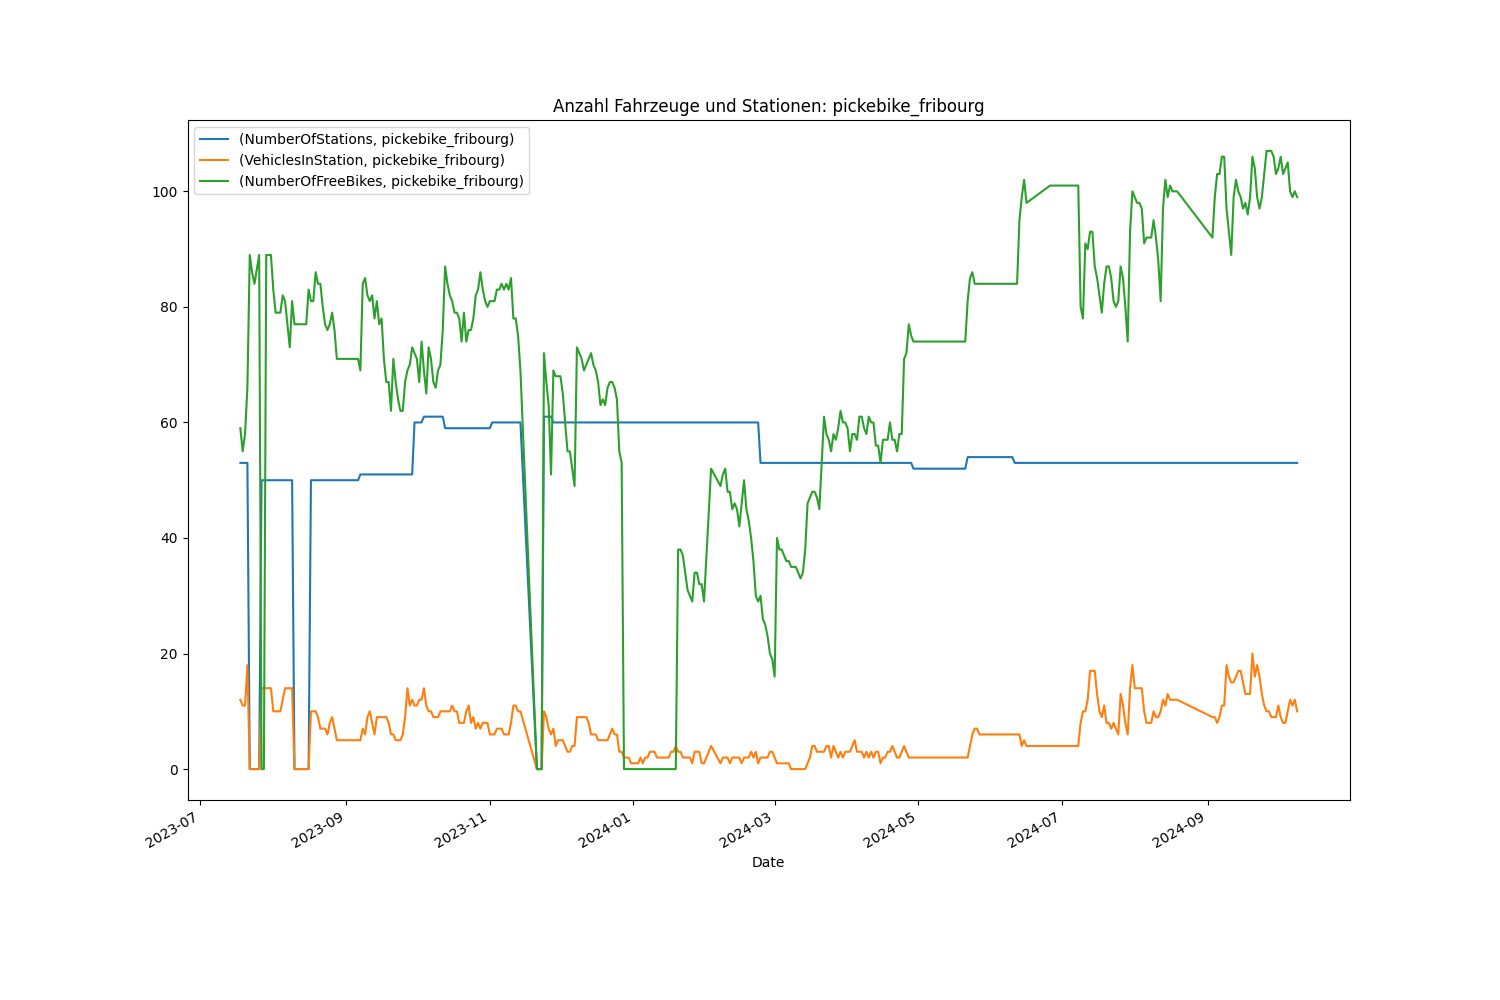 Anzahl Fahrzeuge und Stationen: pickebike_fribourg
(NumberOfStations, pickebike_fribourg)
(VehiclesInStation, pickebike_fribourg)
(NumberOfFreeBikes, pickebike_fribourg)
100
80
60
40
20
0
2023-07
2023-09
2023-11
2024-01
2024-03
2024-05
2024-07
2024-09
Date